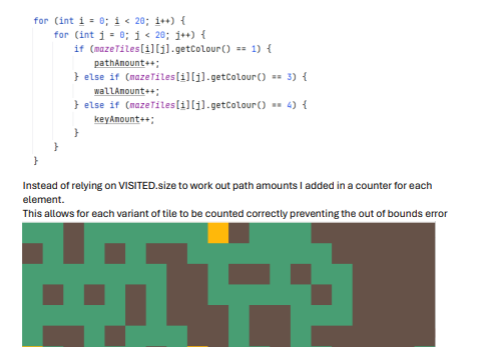 for (int i = 0; i < 20; i++) {
for (int j = 0; j < 20; j++) {
if (mazeTiles[i][j].getColour() == 1) {
pathAmount++;
} else if (mazeTiles[i][j].getColour() == 3) {
wallAmount++;
} else if (mazeTiles[i][j].getColour() == 4) {
keyAmount++;
}
}
}
Instead of relying on VISITED.size to work out path amounts I added in a counter for each
element.
This allows for each variant of tile to be counted correctly preventing the out of bounds error